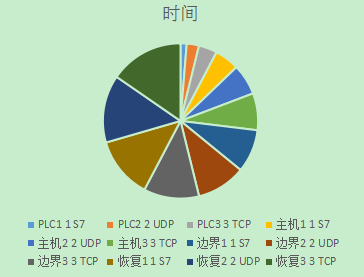 时间
PLC1 1 S7 PLC2 2 UDP PLC3 3 TCP 主机1 1 S7
主机2 2 UDP 主机3 3 TCP 边界1 1 S7 边界2 2 UDP
边界3 3 TCP 恢复1 1 S7 恢复2 2 UDP 恢复3 3 TCP